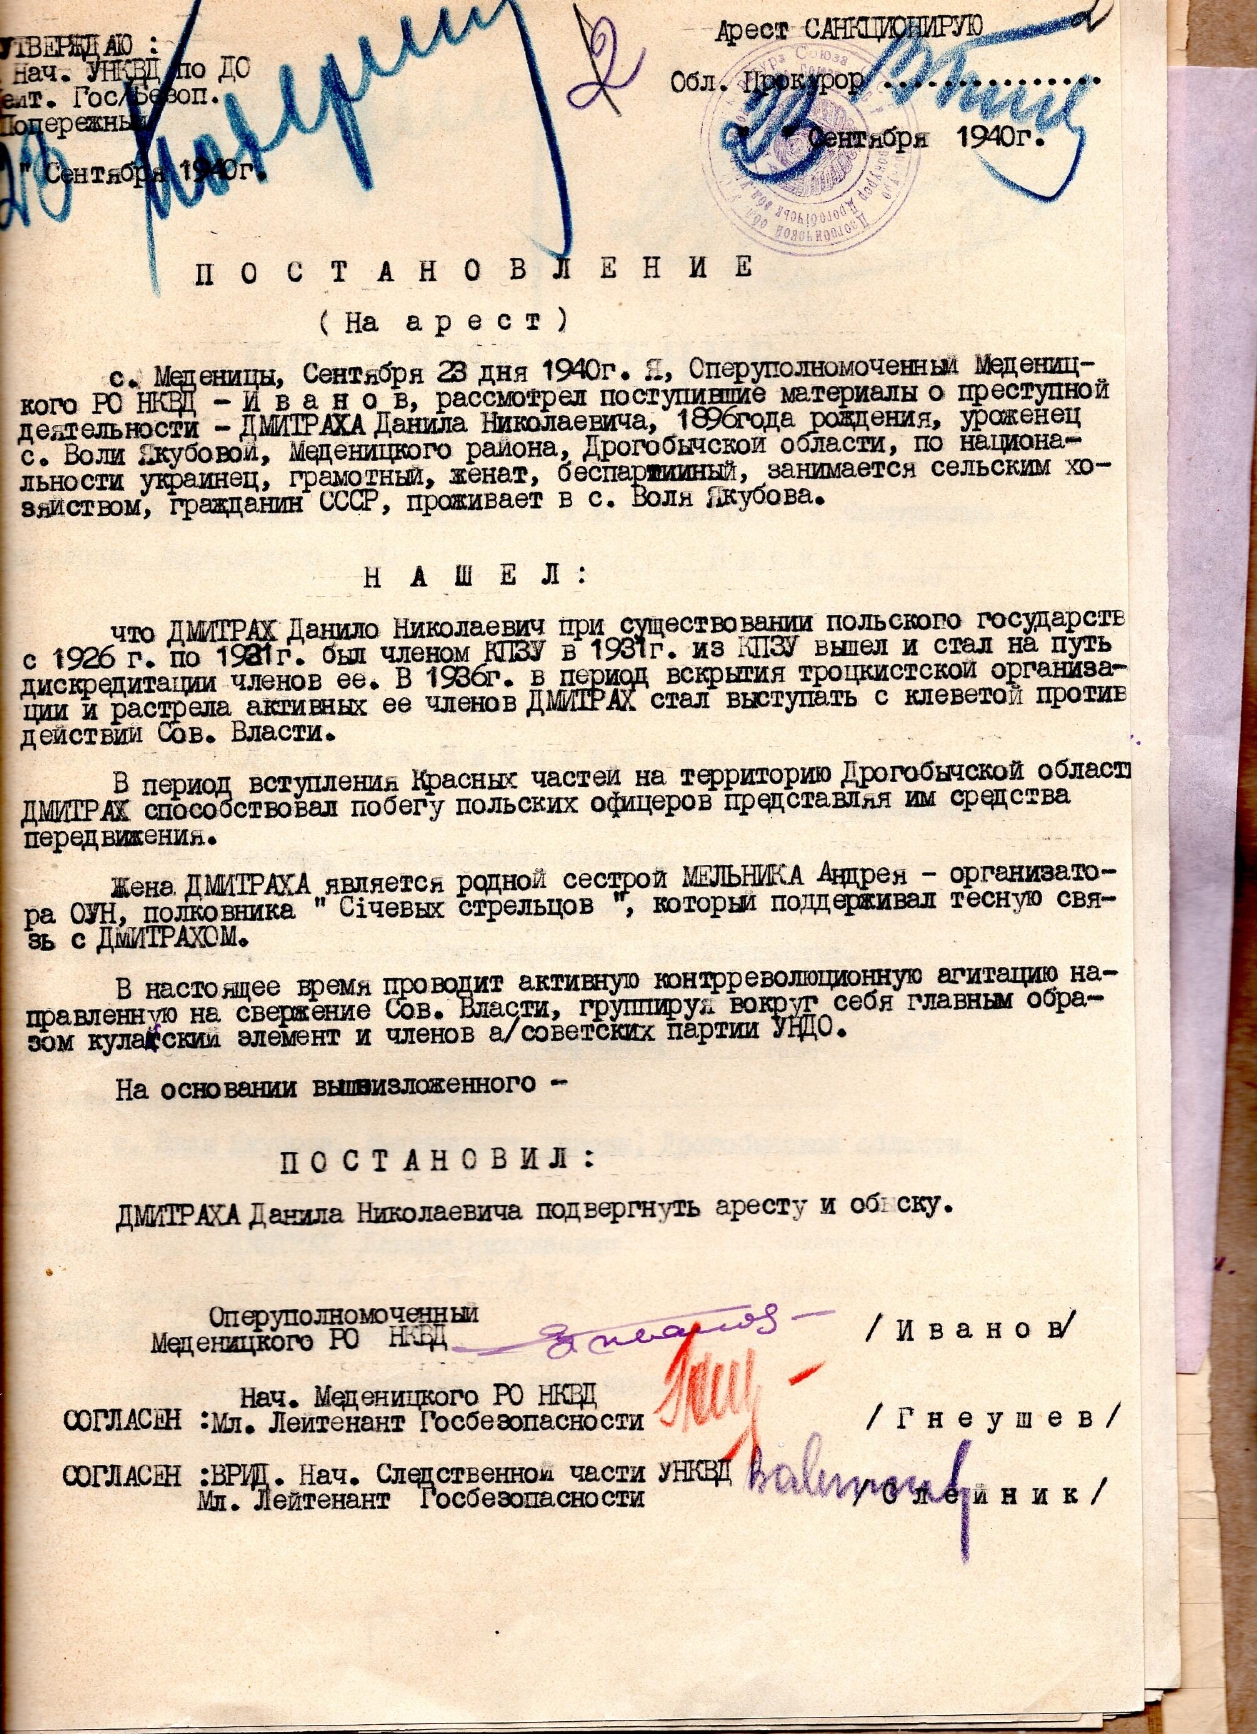 УТВЕРЖДАЮ :
Нач. УНКВД по ДО
Гос/Безоп.
Попережный
23 " Сентября 1940г.
2
Арест САНКЦИОНИРУЮ
Обл. Прокурор ................
" 23 " Сентября 1940г.
П О С Т А Н О В Л Е Н И Е
( На а р е с т )
с. Меденицы, Сентября 23 дня 1940г. Я, Оперуполномоченный Медениц-
кого РО НКВД - И в а н о в, рассмотрел поступившие материалы о преступной
деятельности - ДМИТРАХА Данила Николаевича, 1896года рождения, уроженец
с. Воли Якубовой, Меденицкого района, Дрогобычской области, по национа-
льности украинец, грамотный, женат, беспартийный, занимается сельским хо-
зяйством, гражданин СССР, проживает в с. Воля Якубова.
Н А Ш Е Л :
что ДМИТРАХ Данило Николаевич при существовании польского государств
с 1926 г. по 1931г. был членом КПЗУ в 1931г. из КПЗУ вышел и стал на путь
дискредитации членов ее. В 1936г. в период вскрытия троцкистской организа-
ции и растрела активных ее членов ДМИТРАХ стал выступать с клеветой против
действий Сов. Власти.
В период вступления Красных частей на территорию Дрогобычской област
ДМИТРАХ способствовал побегу польских офицеров представляя им средства
передвижения.
Жена ДМИТРАХА является родной сестрой МЕЛЬНИКА Андрея - организато-
ра ОУН, полковника " Січевых стрельцов ", который поддерживал тесную свя-
зь с ДМИТРАХОМ.
В настоящее время проводит активную контрреволюционную агитацию на-
правленную на свержение Сов. Власти, группируя вокруг себя главным обра-
зом кулатский элемент и членов а/советских партии УНДО.
На основании вышеизложенного -
П О С Т А Н О В И Л :
ДМИТРАХА Данила Николаевича подвергнуть аресту и обыску.
Оперуполномоченный
Меденицкого РО НКВД / И в а н о в/
Нач. Меденицкого РО НКВД
СОГЛАСЕН :Мл. Лейтенант Госбезопасности / Г н е у ш е в /
СОГЛАСЕН :ВРИД. Нач. Следственной части УНКВД
Мл. Лейтенант Госбезопасности / О л е й н и к /